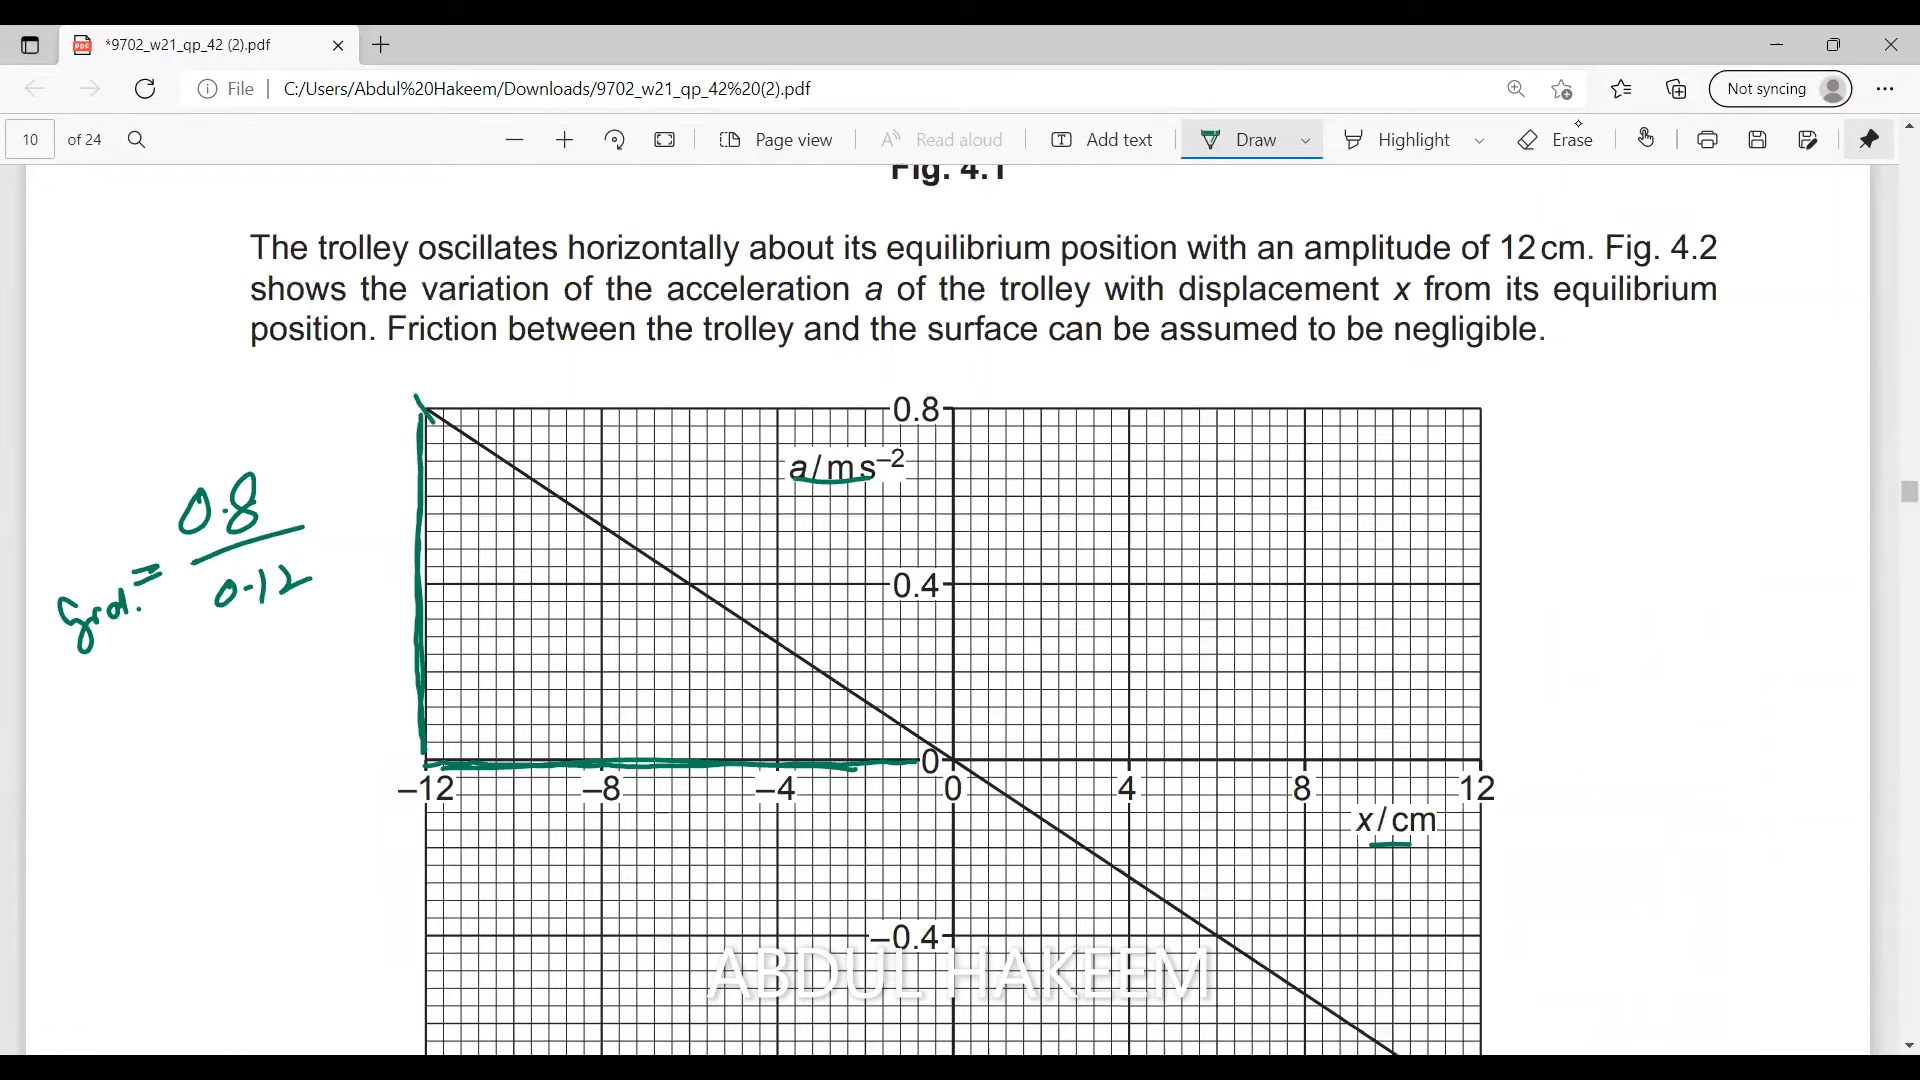 *9702_w21_qp_42 (2).pdf
File C:/Users/Abdul%20Hakeem/Downloads/9702_w21_qp_42%20(2).pdf Not syncing
10 of 24 Page view Read aloud Add text Draw Highlight Erase
Fig. 4.1
The trolley oscillates horizontally about its equilibrium position with an amplitude of 12 cm. Fig. 4.2
shows the variation of the acceleration a of the trolley with displacement x from its equilibrium
position. Friction between the trolley and the surface can be assumed to be negligible.
0.8
a/m s⁻²
0.8
Grd. =
0.12
0.4
0
–12 –8 –4 0 4 8 12
x/cm
–0.4
ABDUL HAKEEM